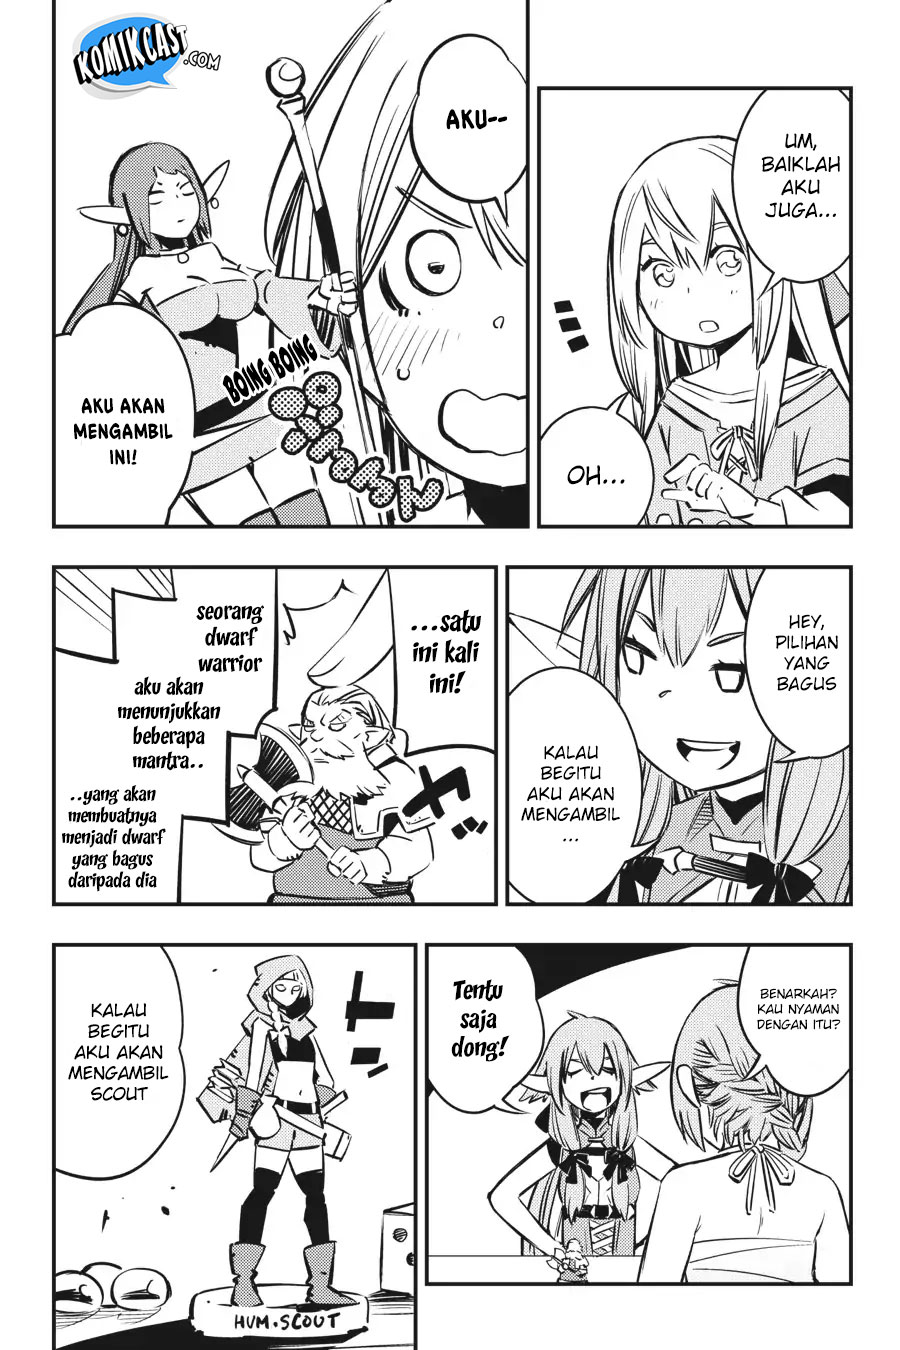 KOMIKCAST
.COM
UM,
BAIKLAH
AKU
JUGA...
OH...
AKU--
BOING BOING
AKU AKAN
MENGAMBIL
INI!
HEY,
PILIHAN
YANG
BAGUS
KALAU
BEGITU
AKU AKAN
MENGAMBIL
...
...satu
ini kali
ini!
seorang
dwarf
warrior
aku akan
menunjukkan
beberapa
mantra..
..yang akan
membuatnya
menjadi dwarf
yang bagus
daripada dia
BENARKAH?
KAU NYAMAN
DENGAN ITU?
Tentu
saja
dong!
KALAU
BEGITU
AKU AKAN
MENGAMBIL
SCOUT
HUM.SCOUT